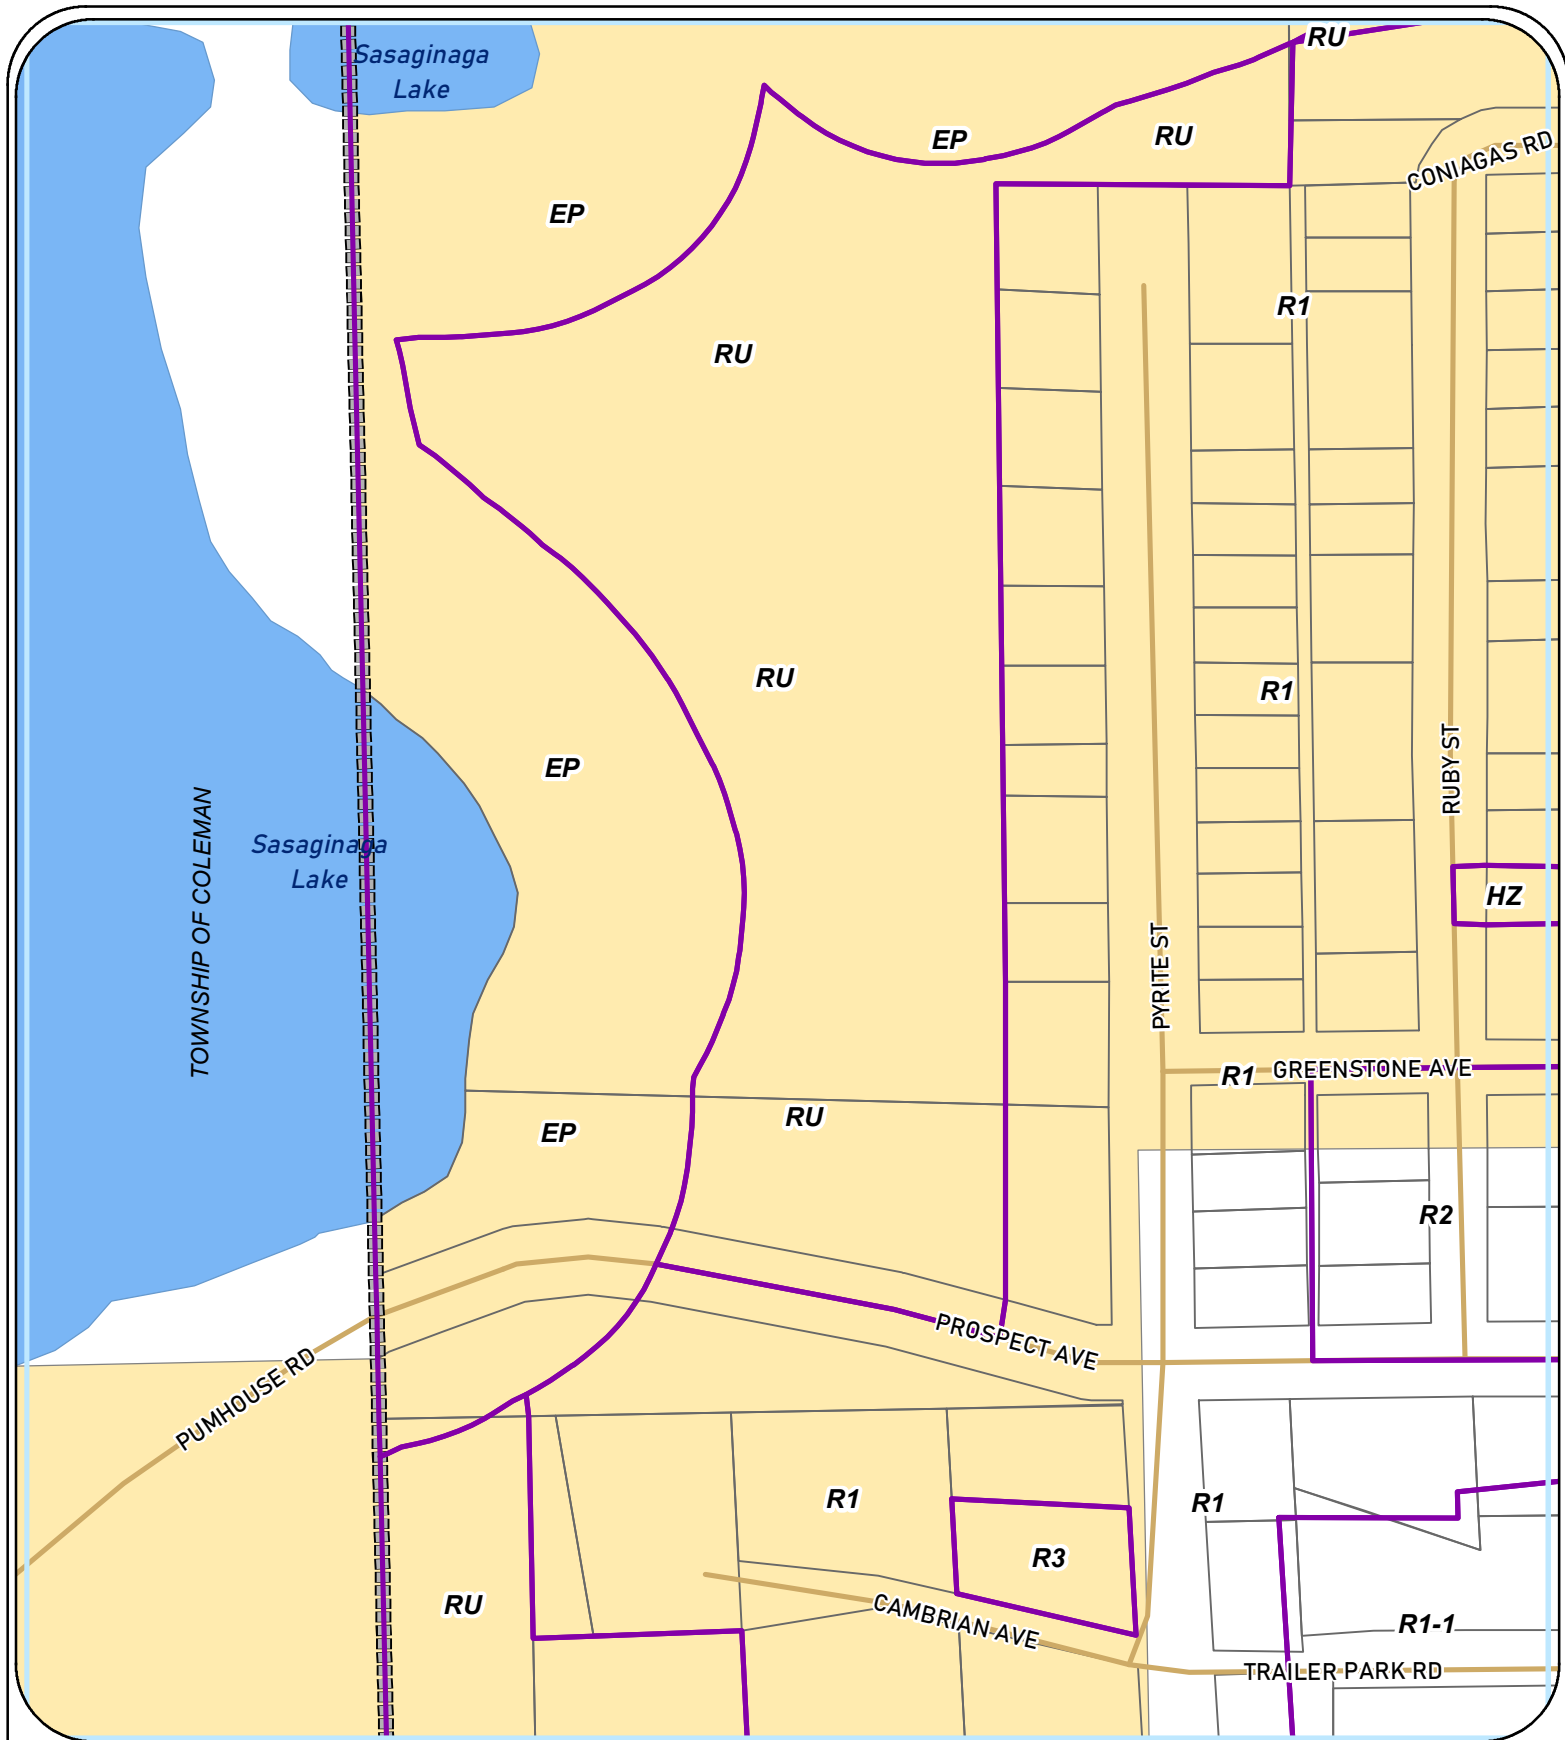 RU
Sasaginaga
Lake
EP
RU
CONIAGAS RD
EP
R1
RU
RU
R1
RUBY ST
EP
TOWNSHIP OF COLEMAN
Sasaginaga
Lake
HZ
PYRITE ST
R1
GREENSTONE AVE
RU
EP
R2
PROSPECT AVE
PUMHOUSE RD
R1
R1
R3
RU
CAMBRIAN AVE
R1-1
TRAILER PARK RD